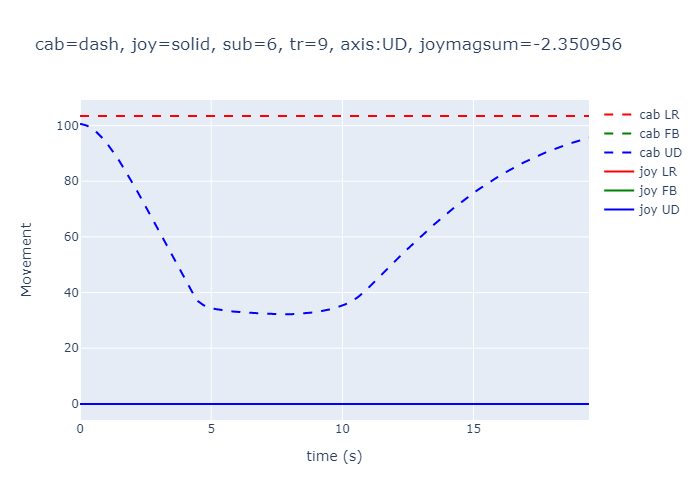 cab=dash, joy=solid, sub=6, tr=9, axis:UD, joymagsum=-2.350956
cab LR
cab FB
cab UD
joy LR
joy FB
joy UD
Movement
100
80
60
40
20
0
0
5
10
15
time (s)